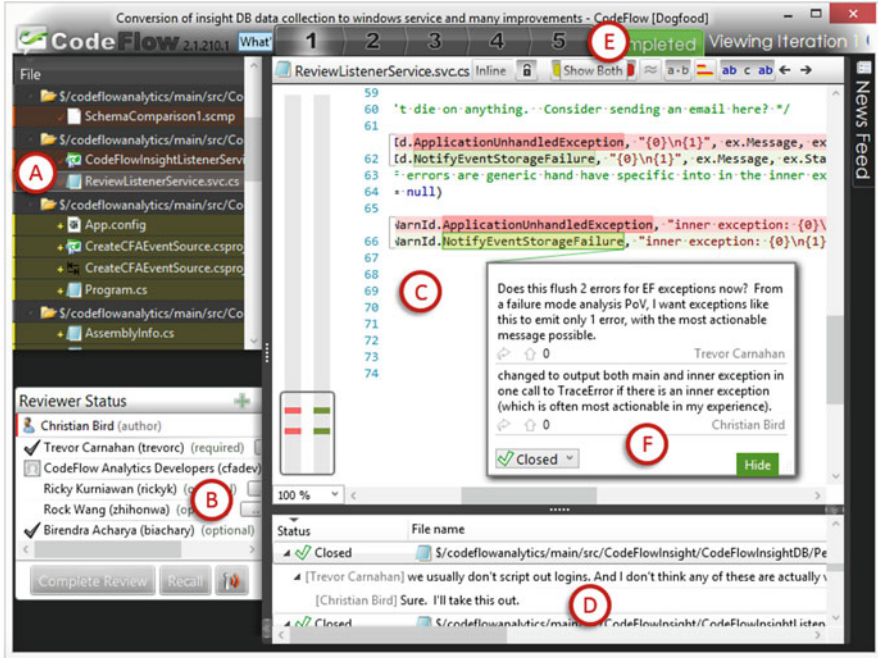 Conversion of insight DB data collection to windows service and many improvements - CodeFlow [Dogfood]
CodeFlow 2.1.210.1 What'
1 2 3 4 5 E mpleted Viewing Iteration 1
File
$/codeflowanalytics/main/src/Co
SchemaComparison1.scmp
$/codeflowanalytics/main/src/Co
CodeFlowInsightListenerServi
A
ReviewListenerService.svc.cs
$/codeflowanalytics/main/src/Co
App.config
CreateCFAEventSource.csproj
CreateCFAEventSource.csproj
Program.cs
$/codeflowanalytics/main/src/Co
AssemblyInfo.cs
Reviewer Status
Christian Bird (author)
Trevor Carnahan (trevorc) (required)
CodeFlow Analytics Developers (cfadev)
Ricky Kurniawan (rickyk)
Rock Wang (zhihonwa) (op
B
Birendra Acharya (biachary) (optional)
Complete Review Recall
ReviewListenerService.svc.cs Inline Show Both a·b ab c ab
News Feed
59
60 't die on anything. Consider sending an email here? */
61
Id.ApplicationUnhandledException, "{0}\n{1}", ex.Message, ex
62 Id.NotifyEventStorageFailure, "{0}\n{1}", ex.Message, ex.Sta
63 errors are generic hand have specific into in the inner ex
64 = null)
65
WarnId.ApplicationUnhandledException, "inner exception: {0}\
66 WarnId.NotifyEventStorageFailure, "inner exception: {0}\n{1}
67
68
69
70
71
72
73
74
C
Does this flush 2 errors for EF exceptions now? From
a failure mode analysis PoV, I want exceptions like
this to emit only 1 error, with the most actionable
message possible.
0 Trevor Carnahan
changed to output both main and inner exception in
one call to TraceError if there is an inner exception
(which is often most actionable in my experience).
0 Christian Bird
F
Closed
Hide
100 %
Status File name
Closed $/codeflowanalytics/main/src/CodeFlowInsight/CodeFlowInsightDB/Pe
[Trevor Carnahan] we usually don't script out logins. And I don't think any of these are actually
[Christian Bird] Sure. I'll take this out.
D
Closed $/codeflowanalytics/main CodeFlowInsight/CodeFlowInsightListen